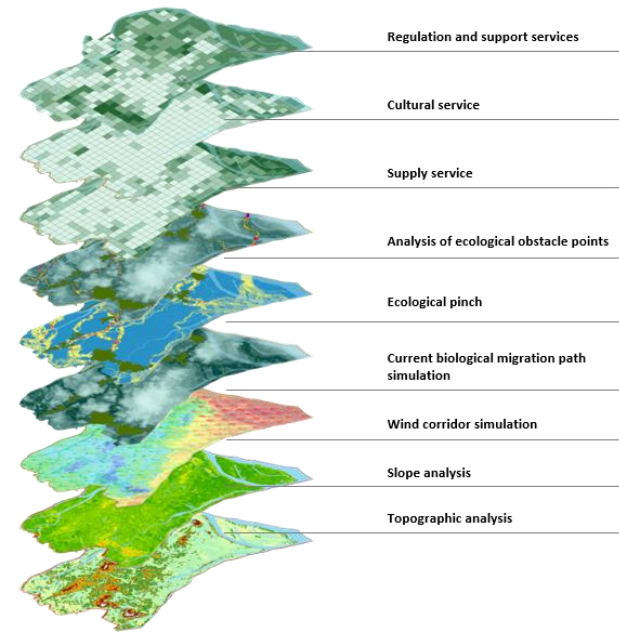 Regulation and support services
Cultural service
Supply service
Analysis of ecological obstacle points
Ecological pinch
Current biological migration path
simulation
Wind corridor simulation
Slope analysis
Topographic analysis